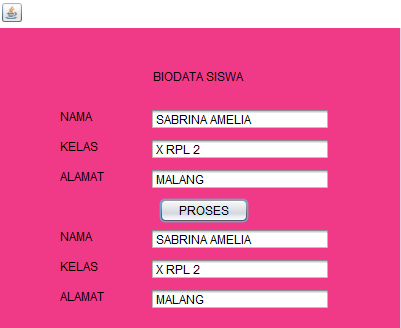 BIODATA SISWA
NAMA SABRINA AMELIA
KELAS X RPL 2
ALAMAT MALANG
PROSES
NAMA SABRINA AMELIA
KELAS X RPL 2
ALAMAT MALANG